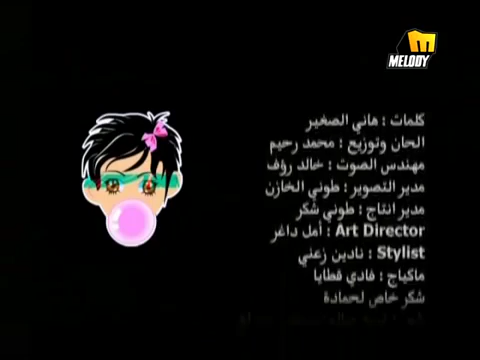 MELODY
كلمات : هاني الصغير
الحان وتوزيع : محمد رحيم
مهندس الصوت : خالد رؤف
مدير التصوير : طوني الخازن
مدير انتاج : طوني شكر
Art Director : أمل داغر
Stylist : نادين زعني
ماكياج : فادي قطايا
شكر خاص لحمادة